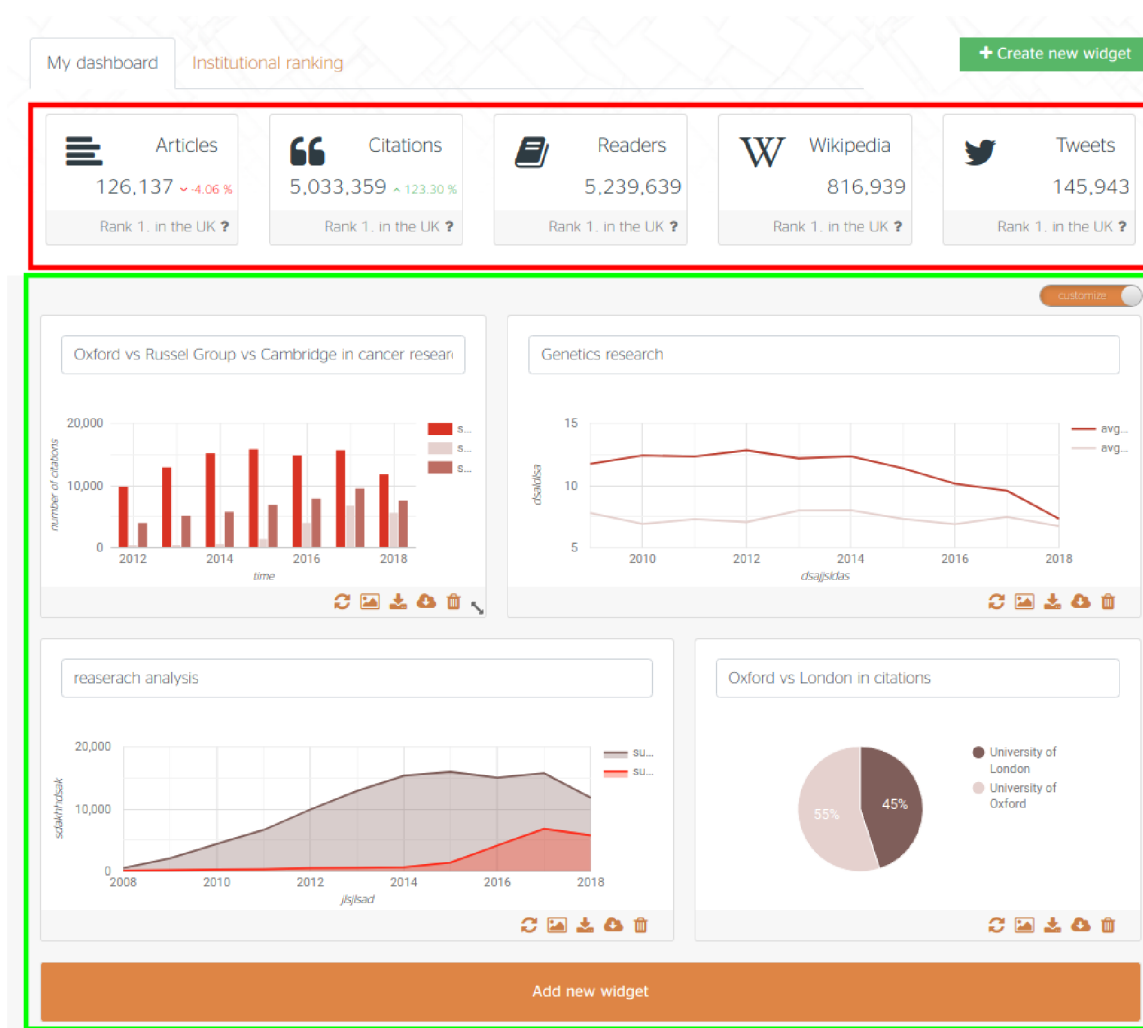 My dashboard
Institutional ranking
+ Create new widget
Articles
126,137 -4.06 %
Rank 1. in the UK ?
Citations
5,033,359 123.30 %
Rank 1. in the UK ?
Readers
5,239,639
Rank 1. in the UK ?
W Wikipedia
816,939
Rank 1. in the UK ?
Tweets
145,943
Rank 1. in the UK ?
customize
Oxford vs Russel Group vs Cambridge in cancer resear
20,000
10,000
0
number of citations
2012 2014 2016 2018
time
s...
s...
s...
Genetics research
15
10
5
2010 2012 2014 2016 2018
dsajjsidas
avg...
avg...
reaserach analysis
20,000
10,000
0
sdakhhdsak
2008 2010 2012 2014 2016 2018
jlsjlsad
su...
su...
Oxford vs London in citations
55%
45%
University of
London
University of
Oxford
Add new widget